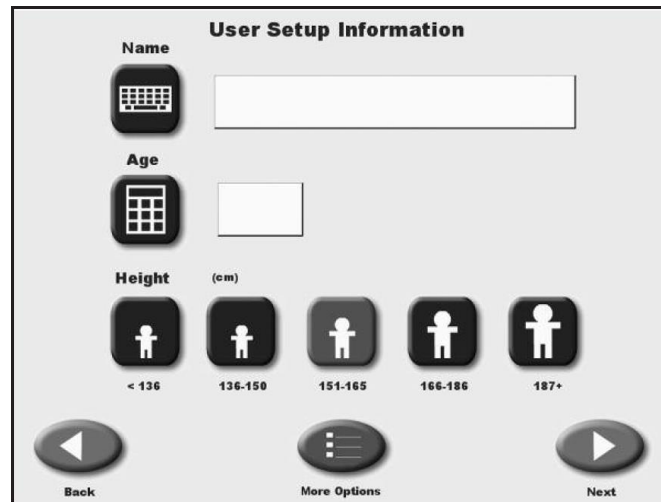 User Setup Information
Name
Age
Height (cm)
< 136 136-150 151-165 166-186 187+
Back More Options Next